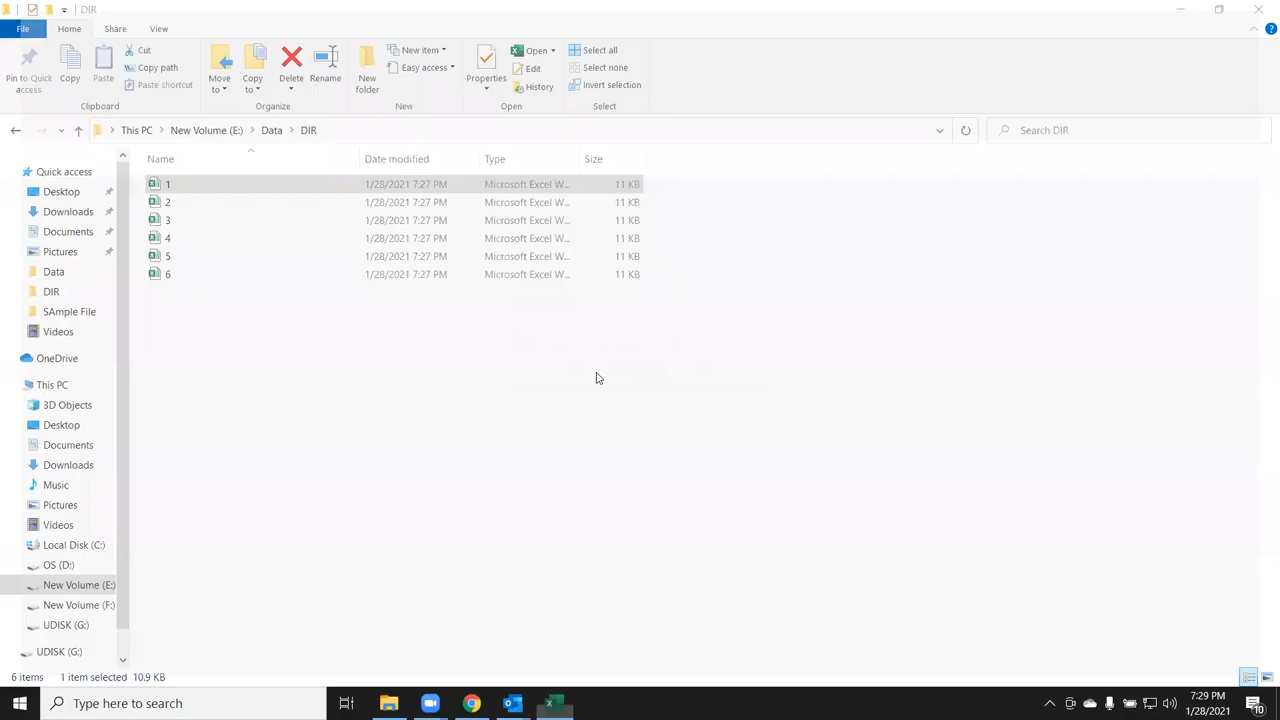 DIR
File Home Share View
Pin to Quick access
Copy
Paste
Cut
Copy path
Paste shortcut
Clipboard
Move to
Copy to
Delete
Rename
Organize
New folder
New item
Easy access
New
Properties
Open
Edit
History
Open
Select all
Select none
Invert selection
Select
This PC New Volume (E:) Data DIR
Search DIR
Name Date modified Type Size
1 1/28/2021 7:27 PM Microsoft Excel W... 11 KB
2 1/28/2021 7:27 PM Microsoft Excel W... 11 KB
3 1/28/2021 7:27 PM Microsoft Excel W... 11 KB
4 1/28/2021 7:27 PM Microsoft Excel W... 11 KB
5 1/28/2021 7:27 PM Microsoft Excel W... 11 KB
6 1/28/2021 7:27 PM Microsoft Excel W... 11 KB
Quick access
Desktop
Downloads
Documents
Pictures
Data
DIR
SAmple File
Videos
OneDrive
This PC
3D Objects
Desktop
Documents
Downloads
Music
Pictures
Videos
Local Disk (C:)
OS (D:)
New Volume (E:)
New Volume (F:)
UDISK (G:)
UDISK (G:)
6 items 1 item selected 10.9 KB
Type here to search
7:29 PM
1/28/2021
10